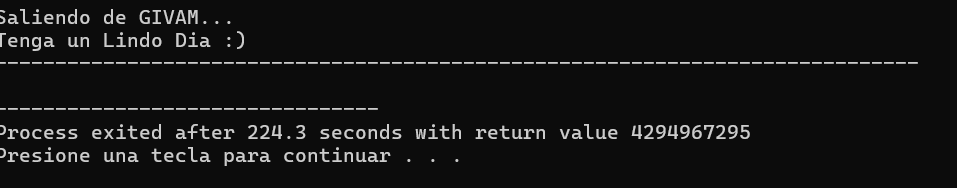 Saliendo de GIVAM...
Tenga un Lindo Dia :)
-----------------------------------------------------------------------------
--------------------------------
Process exited after 224.3 seconds with return value 4294967295
Presione una tecla para continuar . . .